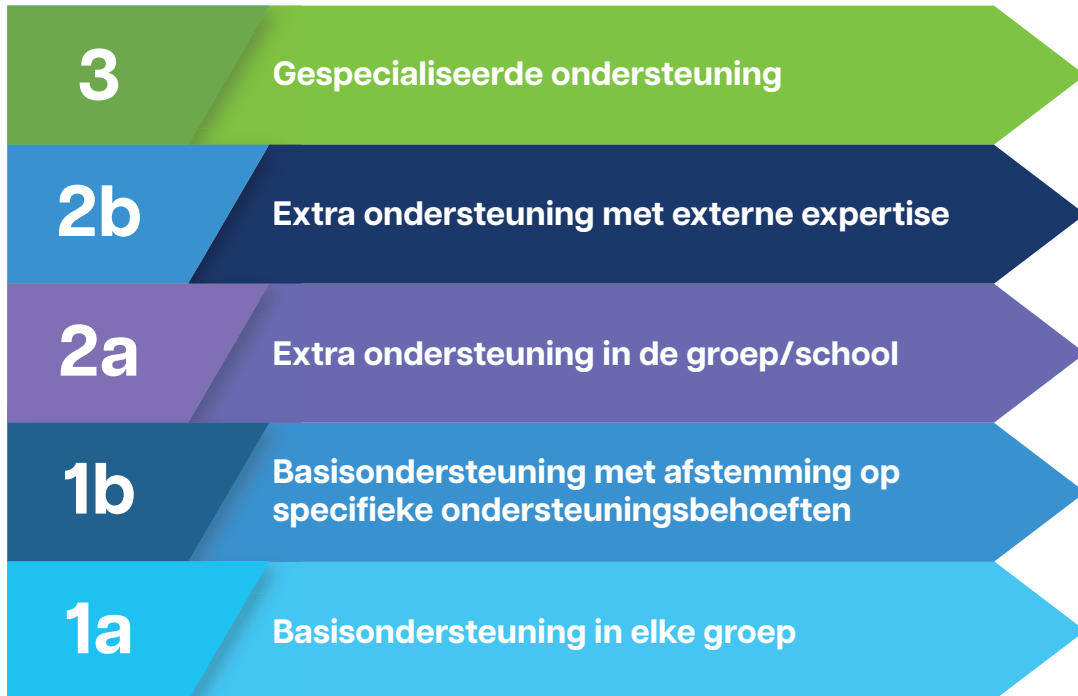 3
Gespecialiseerde ondersteuning
2b
Extra ondersteuning met externe expertise
2a
Extra ondersteuning in de groep/school
1b
Basisondersteuning met afstemming op
specifieke ondersteuningsbehoeften
1a
Basisondersteuning in elke groep